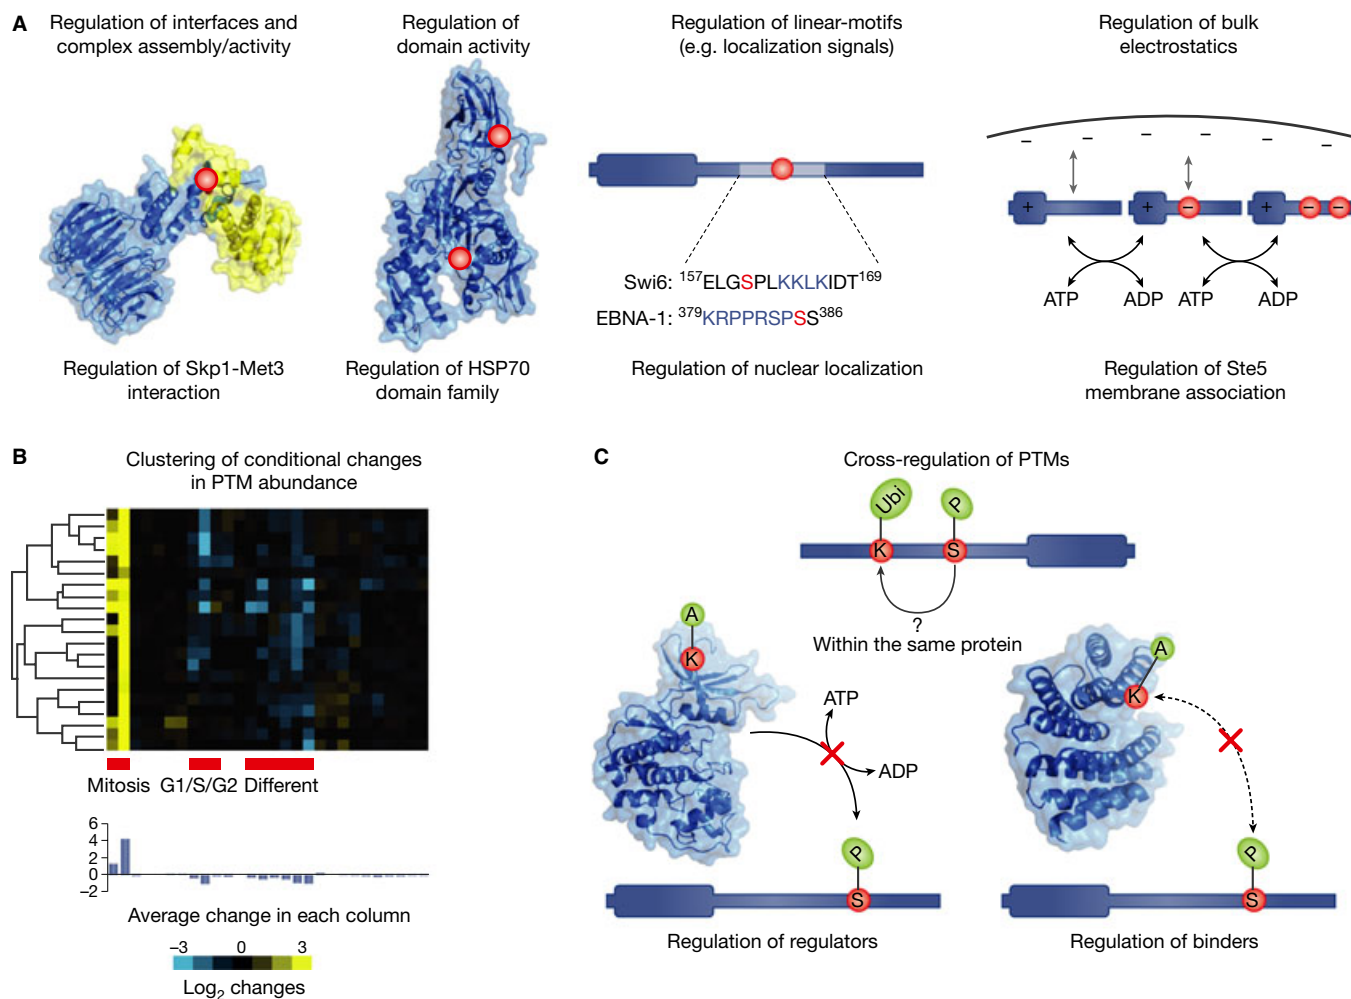 A
Regulation of interfaces and
complex assembly/activity
Regulation of
domain activity
Regulation of linear-motifs
(e.g. localization signals)
Regulation of bulk
electrostatics
– – – – – –
+ + – + – –
Swi6: 157ELGSPLKKLKIDT169
EBNA-1: 379KRPPRSPSS386
ATP ADP ATP ADP
Regulation of Skp1-Met3
interaction
Regulation of HSP70
domain family
Regulation of nuclear localization
Regulation of Ste5
membrane association
B
Clustering of conditional changes
in PTM abundance
Mitosis G1/S/G2 Different
6
4
2
0
−2
Average change in each column
−3 0 3
Log2 changes
C
Cross-regulation of PTMs
Ubi P
K S
?
Within the same protein
A
K
ATP
ADP
P
S
Regulation of regulators
A
K
P
S
Regulation of binders